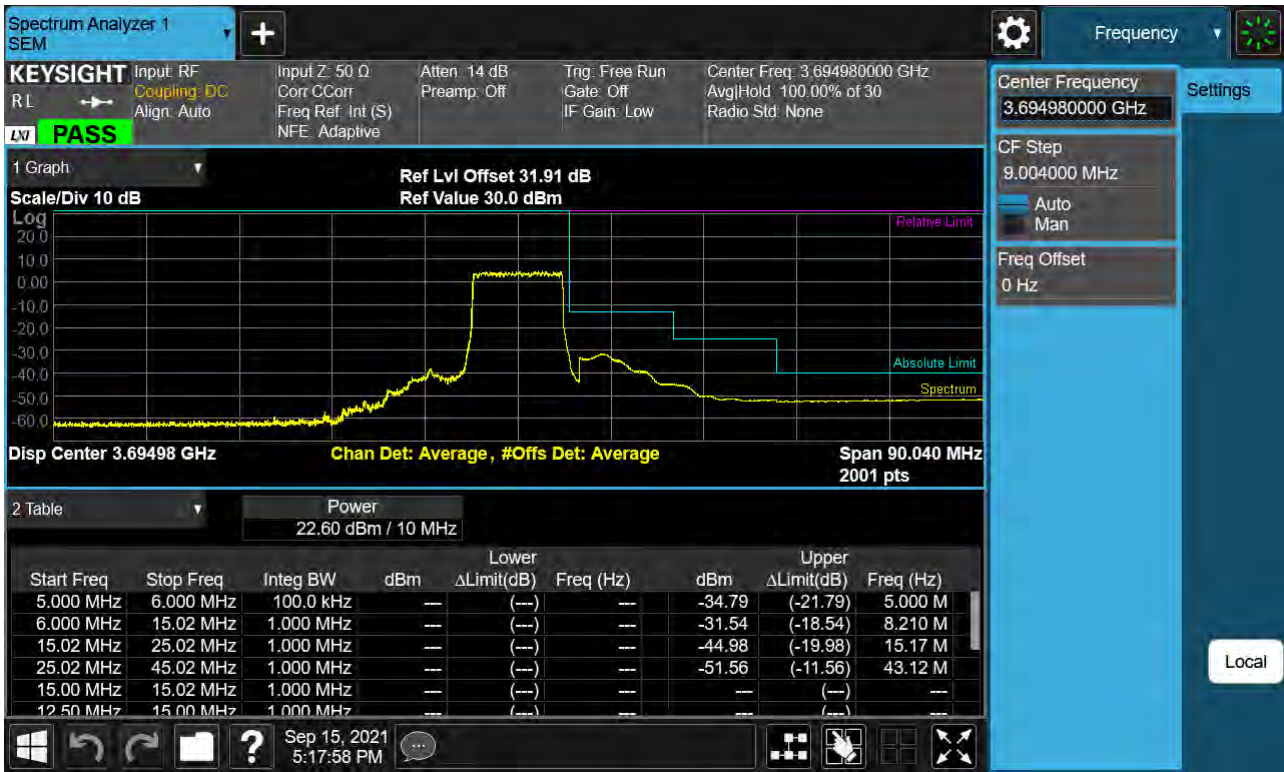 Spectrum Analyzer 1
SEM
+
Frequency
KEYSIGHT
RL
LXI PASS
Input: RF
Coupling: DC
Align: Auto
Input Z: 50 Ω
Corr CCorr
Freq Ref: Int (S)
NFE: Adaptive
Atten: 14 dB
Preamp: Off
Trig: Free Run
Gate: Off
IF Gain: Low
Center Freq: 3.694980000 GHz
Avg|Hold: 100.00% of 30
Radio Std: None
1 Graph
Scale/Div 10 dB
Ref Lvl Offset 31.91 dB
Ref Value 30.0 dBm
Log
20.0
10.0
0.00
-10.0
-20.0
-30.0
-40.0
-50.0
-60.0
Relative Limit
Absolute Limit
Spectrum
Disp Center 3.69498 GHz
Chan Det: Average, #Offs Det: Average
Span 90.040 MHz
2001 pts
2 Table
Power
22.60 dBm / 10 MHz
Lower Upper
Start Freq Stop Freq Integ BW dBm ΔLimit(dB) Freq (Hz) dBm ΔLimit(dB) Freq (Hz)
5.000 MHz 6.000 MHz 100.0 kHz --- (---) --- -34.79 (-21.79) 5.000 M
6.000 MHz 15.02 MHz 1.000 MHz --- (---) --- -31.54 (-18.54) 8.210 M
15.02 MHz 25.02 MHz 1.000 MHz --- (---) --- -44.98 (-19.98) 15.17 M
25.02 MHz 45.02 MHz 1.000 MHz --- (---) --- -51.56 (-11.56) 43.12 M
15.00 MHz 15.02 MHz 1.000 MHz --- (---) --- --- (---) ---
12.50 MHz 15.00 MHz 1.000 MHz --- (---) --- --- (---) ---
?
Sep 15, 2021
5:17:58 PM
Center Frequency
3.694980000 GHz
CF Step
9.004000 MHz
Auto
Man
Freq Offset
0 Hz
Settings
Local